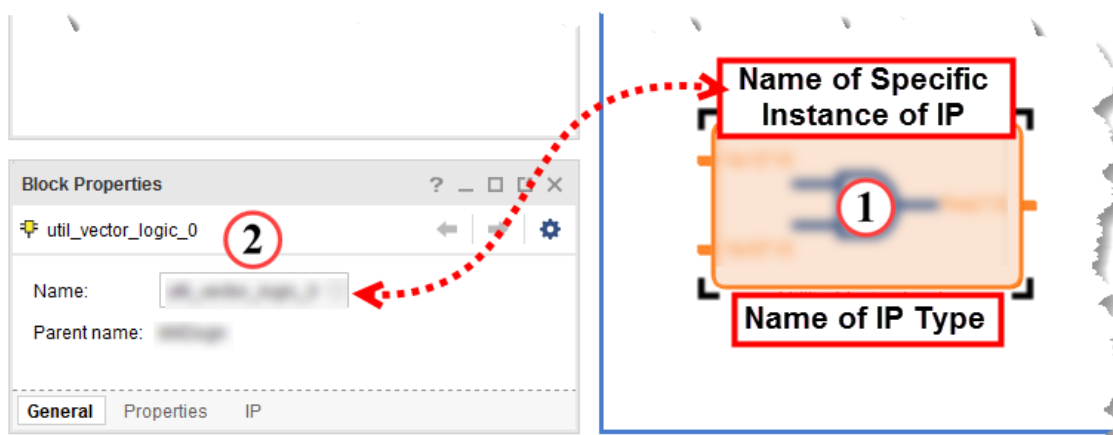 Name of Specific
Instance of IP
Block Properties
util_vector_logic_0
2
1
Name:
Parent name:
Name of IP Type
General Properties IP